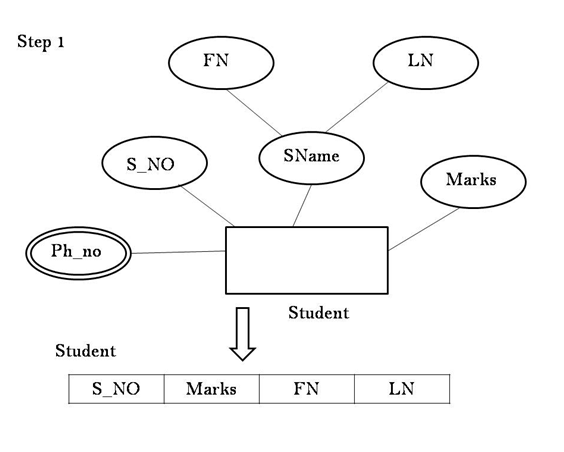 Step 1
FN
LN
S_NO
SName
Marks
Ph_no
Student
Student
S_NO Marks FN LN